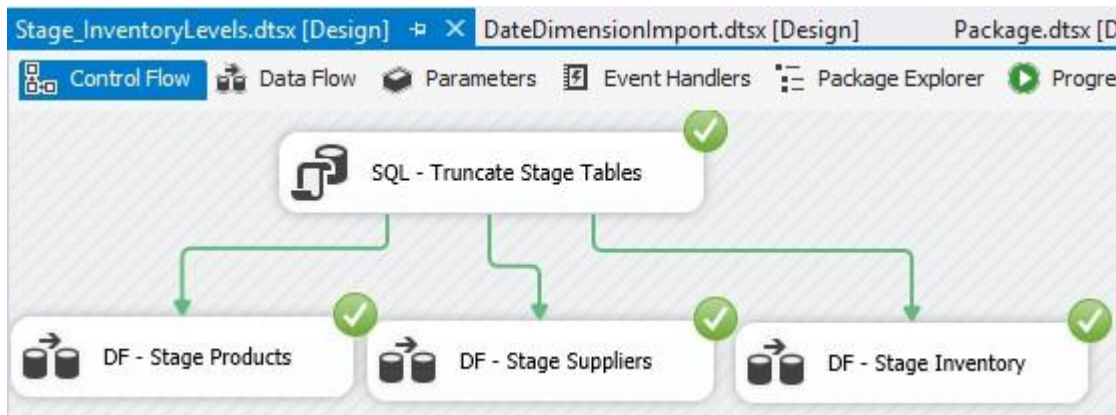 Stage_InventoryLevels.dtsx [Design] DateDimensionImport.dtsx [Design] Package.dtsx [D
Control Flow Data Flow Parameters Event Handlers Package Explorer Progre
SQL - Truncate Stage Tables
DF - Stage Products DF - Stage Suppliers DF - Stage Inventory